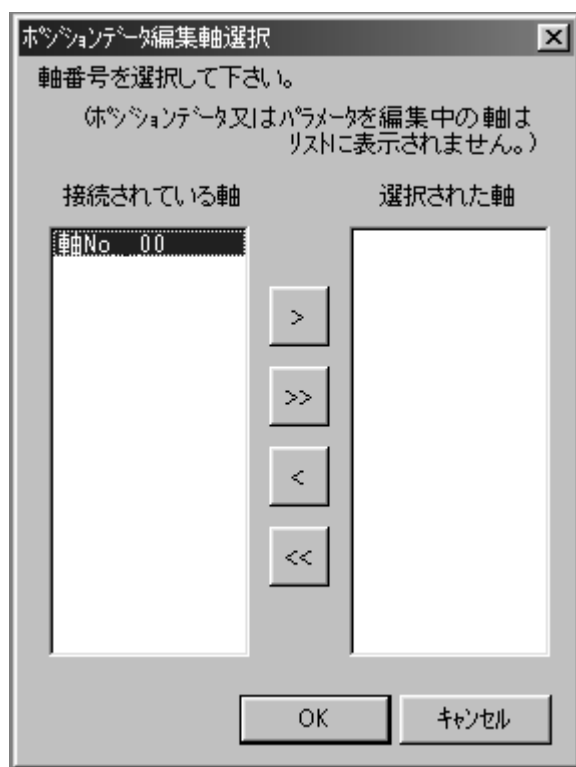 ﾎﾟｼﾞｼｮﾝﾃﾞｰﾀ編集軸選択
軸番号を選択して下さい。
(ﾎﾟｼﾞｼｮﾝﾃﾞｰﾀ又はﾊﾟﾗﾒｰﾀを編集中の軸は
ﾘｽﾄに表示されません。)
接続されている軸
選択された軸
軸No. 00
>
>>
<
<<
OK
ｷｬﾝｾﾙ